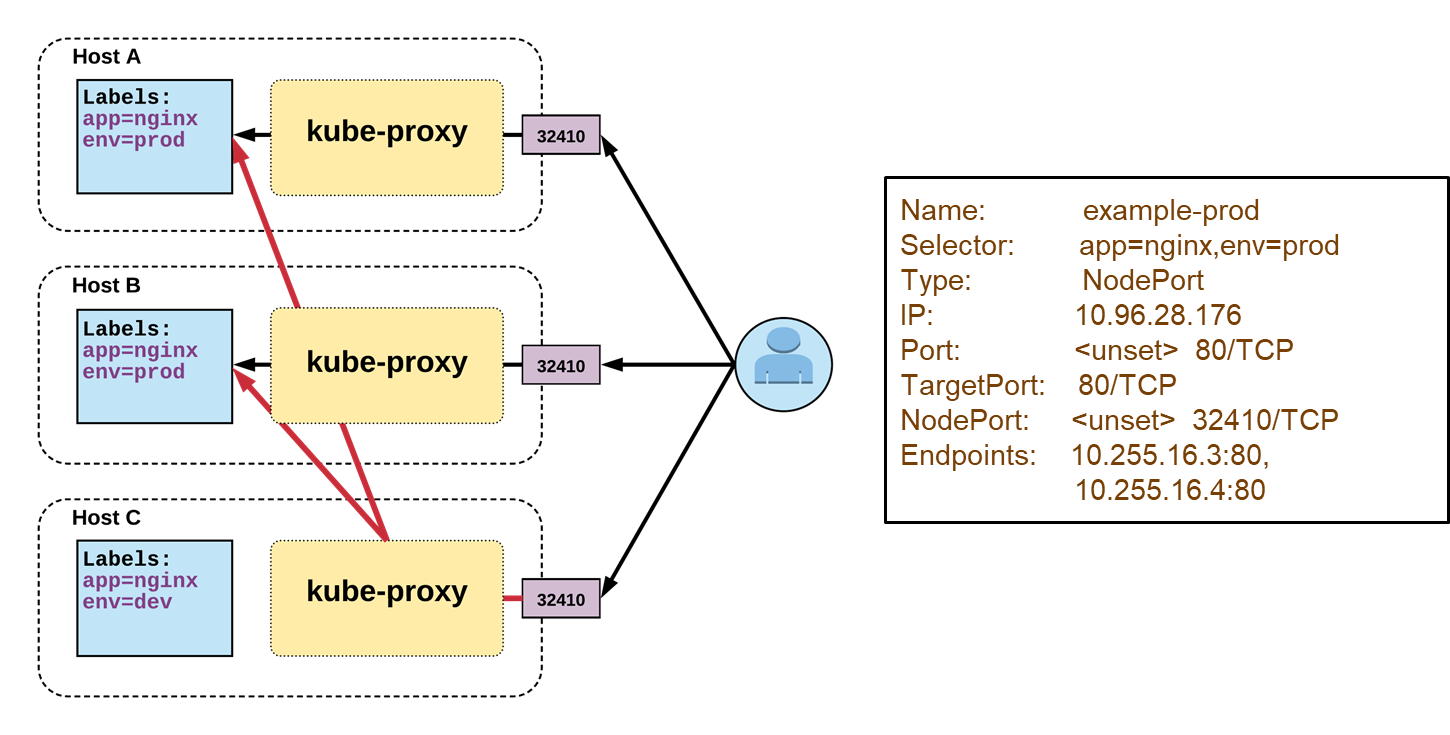 Host A
Labels:
app=nginx
env=prod
kube-proxy
32410
Host B
Labels:
app=nginx
env=prod
kube-proxy
32410
Host C
Labels:
app=nginx
env=dev
kube-proxy
32410
Name: example-prod
Selector: app=nginx,env=prod
Type: NodePort
IP: 10.96.28.176
Port: <unset> 80/TCP
TargetPort: 80/TCP
NodePort: <unset> 32410/TCP
Endpoints: 10.255.16.3:80,
10.255.16.4:80